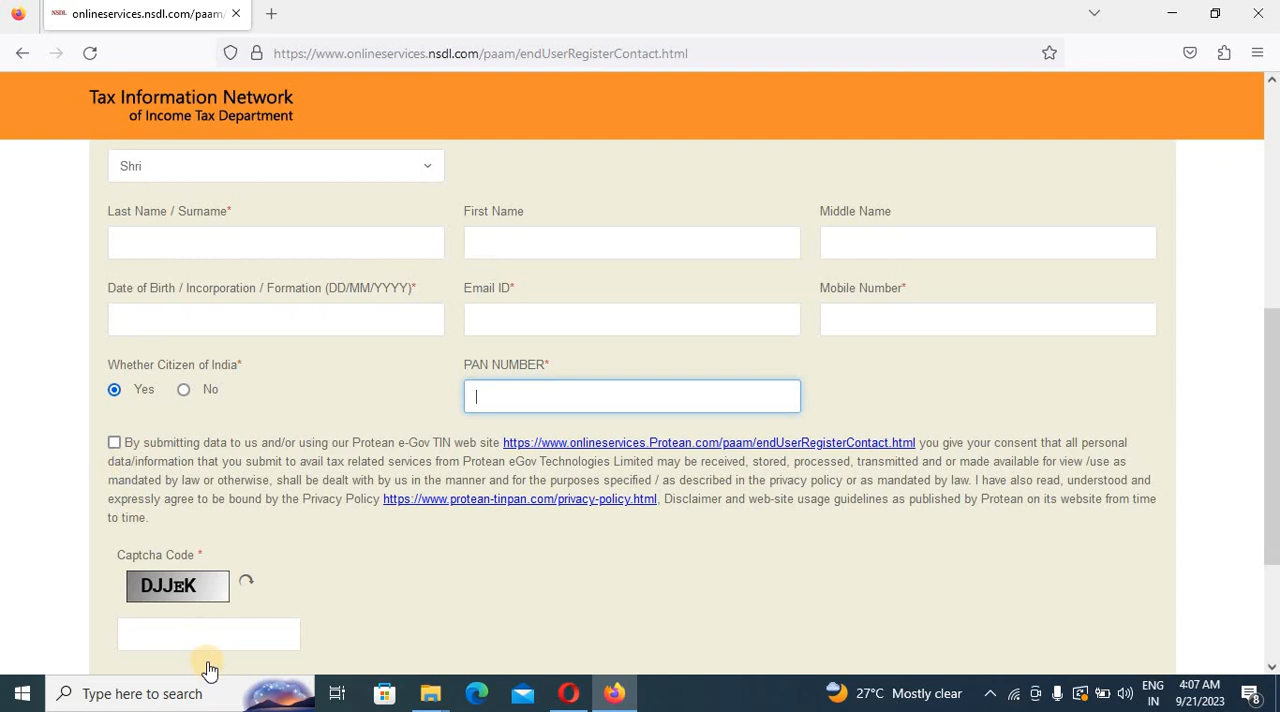 NSDL onlineservices.nsdl.com/paam/
https://www.onlineservices.nsdl.com/paam/endUserRegisterContact.html
Tax Information Network
of Income Tax Department
Shri
Last Name / Surname* First Name Middle Name
Date of Birth / Incorporation / Formation (DD/MM/YYYY)* Email ID* Mobile Number*
Whether Citizen of India* PAN NUMBER*
Yes No
By submitting data to us and/or using our Protean e-Gov TIN web site https://www.onlineservices.Protean.com/paam/endUserRegisterContact.html you give your consent that all personal
data/information that you submit to avail tax related services from Protean eGov Technologies Limited may be received, stored, processed, transmitted and or made available for view /use as
mandated by law or otherwise, shall be dealt with by us in the manner and for the purposes specified / as described in the privacy policy or as mandated by law. I have also read, understood and
expressly agree to be bound by the Privacy Policy https://www.protean-tinpan.com/privacy-policy.html, Disclaimer and web-site usage guidelines as published by Protean on its website from time
to time.
Captcha Code *
DJJEK
Type here to search 27°C Mostly clear ENG 4:07 AM
IN 9/21/2023 8